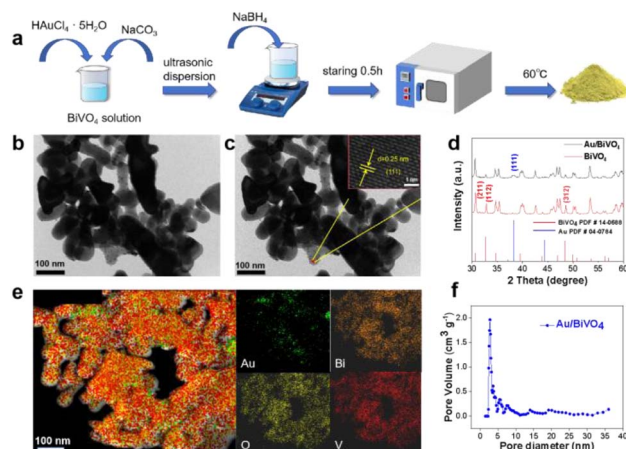 a
HAuCl₄ · 5H₂O
NaCO₃
BiVO₄ solution
ultrasonic
dispersion
NaBH₄
staring 0.5h
60℃
b
100 nm
c
d=0.25 nm
(111)
1 nm
100 nm
d
Intensity (a.u.)
Au/BiVO₄
BiVO₄
(111)
(211)
(112)
(312)
BiVO₄ PDF # 14-0688
Au PDF # 04-0784
30 35 40 45 50 55 60
2 Theta (degree)
e
100 nm
Au
Bi
O
V
f
Pore Volume (cm³ g⁻¹)
2.0
1.5
1.0
0.5
0.0
Au/BiVO₄
0 5 10 15 20 25 30 35 40
Pore diameter (nm)